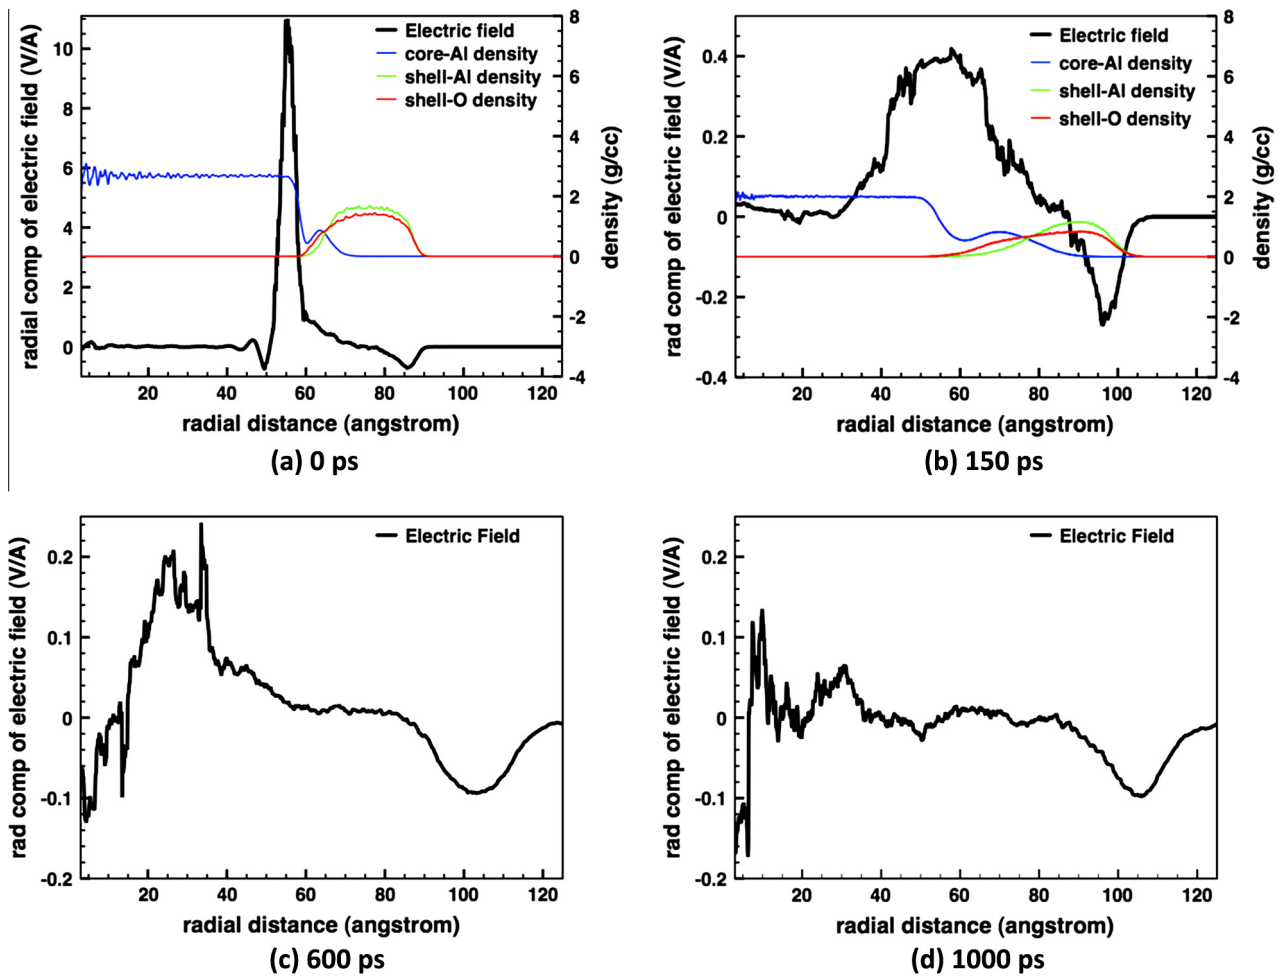 Electric field
core-Al density
shell-Al density
shell-O density
radial comp of electric field (V/A)
10
8
6
4
2
0
8
6
4
2
0
-2
-4
density (g/cc)
20 40 60 80 100 120
radial distance (angstrom)
(a) 0 ps
Electric field
core-Al density
shell-Al density
shell-O density
rad comp of electric field (V/A)
0.4
0.2
0
-0.2
-0.4
8
6
4
2
0
-2
-4
density (g/cc)
20 40 60 80 100 120
radial distance (angstrom)
(b) 150 ps
Electric Field
rad comp of electric field (V/A)
0.2
0.1
0
-0.1
-0.2
20 40 60 80 100 120
radial distance (angstrom)
(c) 600 ps
Electric Field
rad comp of electric field (V/A)
0.2
0.1
0
-0.1
-0.2
20 40 60 80 100 120
radial distance (angstrom)
(d) 1000 ps